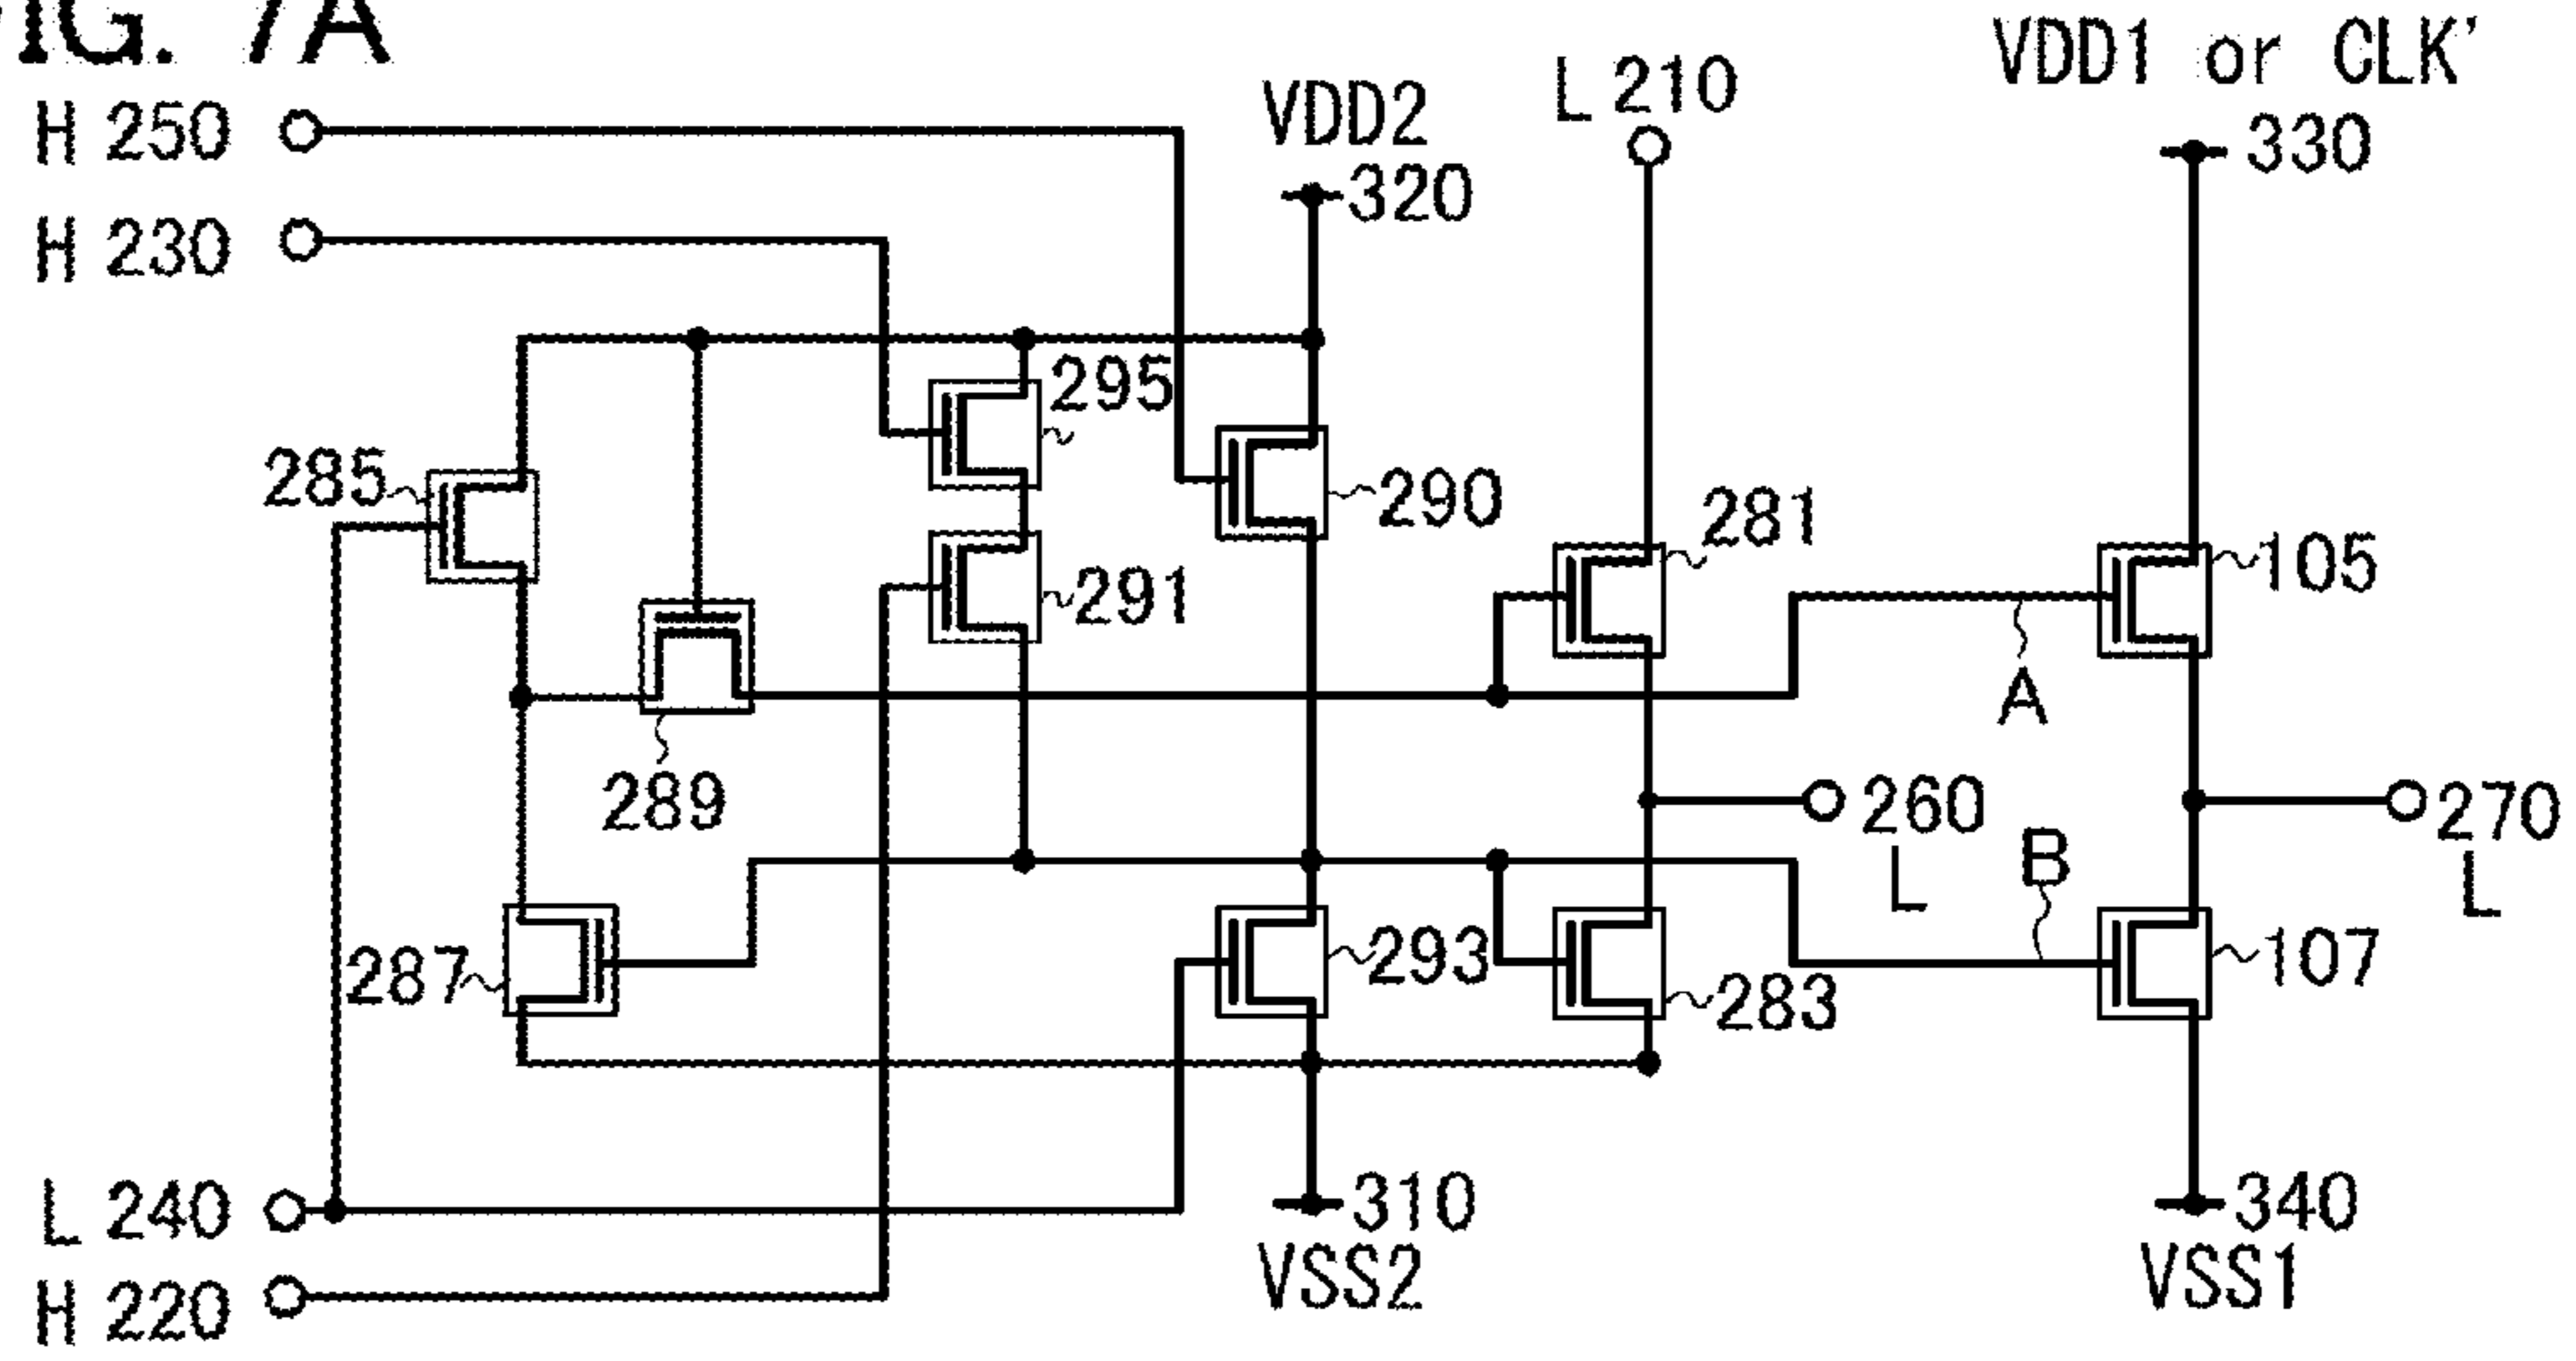 FIG. 7A
VDD1 or CLK'
H 250
VDD2
L 210
330
H 230
320
295
285
290
281
105
291
A
289
260
L
270
L
B
287
293
283
107
L 240
310
VSS2
340
VSS1
H 220